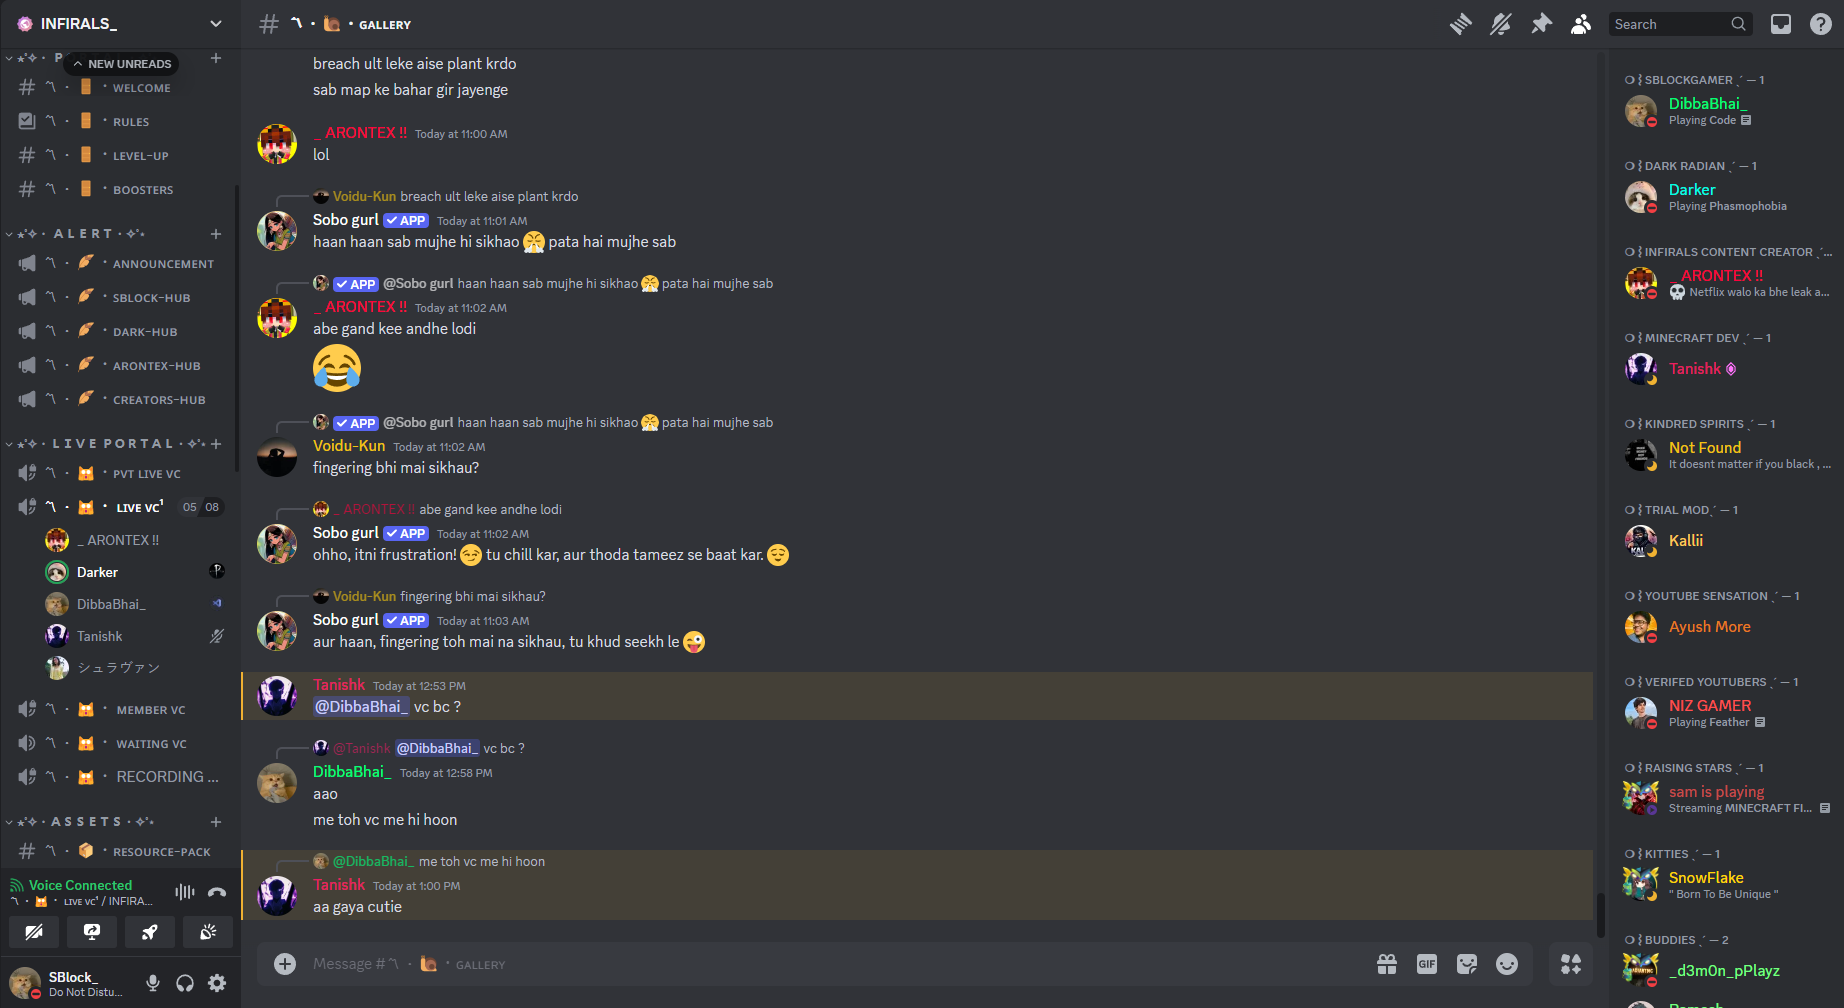 INFIRALS_
P
NEW UNREADS
WELCOME
RULES
LEVEL-UP
BOOSTERS
ALERT
ANNOUNCEMENT
SBLOCK-HUB
DARK-HUB
ARONTEX-HUB
CREATORS-HUB
LIVE PORTAL
PVT LIVE VC
LIVE VC¹ 05 08
_ ARONTEX !!
Darker
DibbaBhai_
Tanishk
シュラヴァン
MEMBER VC
WAITING VC
RECORDING ...
ASSETS
RESOURCE-PACK
Voice Connected
LIVE VC¹ / INFIRA...
SBlock_
Do Not Distu...
GALLERY
Search
breach ult leke aise plant krdo
sab map ke bahar gir jayenge
_ ARONTEX !! Today at 11:00 AM
lol
Voidu-Kun breach ult leke aise plant krdo
Sobo gurl APP Today at 11:01 AM
haan haan sab mujhe hi sikhao 😤 pata hai mujhe sab
APP @Sobo gurl haan haan sab mujhe hi sikhao 😤 pata hai mujhe sab
_ ARONTEX !! Today at 11:02 AM
abe gand kee andhe lodi
😂
APP @Sobo gurl haan haan sab mujhe hi sikhao 😤 pata hai mujhe sab
Voidu-Kun Today at 11:02 AM
fingering bhi mai sikhau?
_ ARONTEX !! abe gand kee andhe lodi
Sobo gurl APP Today at 11:02 AM
ohho, itni frustration! 😏 tu chill kar, aur thoda tameez se baat kar. 😌
Voidu-Kun fingering bhi mai sikhau?
Sobo gurl APP Today at 11:03 AM
aur haan, fingering toh mai na sikhau, tu khud seekh le 😜
Tanishk Today at 12:53 PM
@DibbaBhai_ vc bc ?
@Tanishk @DibbaBhai_ vc bc ?
DibbaBhai_ Today at 12:58 PM
aao
me toh vc me hi hoon
@DibbaBhai_ me toh vc me hi hoon
Tanishk Today at 1:00 PM
aa gaya cutie
Message # GALLERY
GIF
SBLOCKGAMER — 1
DibbaBhai_
Playing Code
DARK RADIAN — 1
Darker
Playing Phasmophobia
INFIRALS CONTENT CREATOR ...
_ ARONTEX !!
💀 Netflix walo ka bhe leak a...
MINECRAFT DEV — 1
Tanishk
KINDRED SPIRITS — 1
Not Found
It doesnt matter if you black , ...
TRIAL MOD — 1
Kallii
YOUTUBE SENSATION — 1
Ayush More
VERIFED YOUTUBERS — 1
NIZ GAMER
Playing Feather
RAISING STARS — 1
sam is playing
Streaming MINECRAFT FI...
KITTIES — 1
SnowFlake
" Born To Be Unique "
BUDDIES — 2
_d3m0n_pPlayz